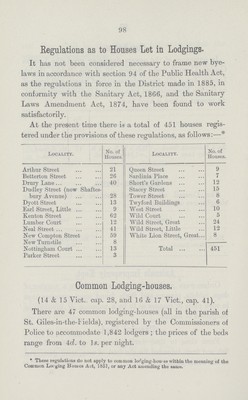 98
Regulations as to Houses Let in Lodgings.
It has not been considered necessary to frame new bye-
laws in accordance with section 94 of the Public Health Act,
as the regulations in force in the District made in 1885, in
conformity with the Sanitary Act, 1866, and the Sanitary
Laws Amendment Act, 1874, have been found to work
satisfactorily.
At the present time there is a total of 451 houses regis-
tered under the provisions of these regulations, as follows:—*
LOCALITY. No. of Houses LOCALITY. No. of Houses.
Arthur Street ... ... 21 Queen Street ... ... 9
Betterton Street ... ... 26 Sardinia Place ... ... 7
Drury Lane ... ... 40 Short's Gardens ... ... 12
Dudley Street (now Shaftes- Stacey Street ... ... 15
bury Avenue) ... ... 20 Tower Street ... ... 8
Dyott Street ... ... 13 Twyford Buildings ... 6
Earl Street, Little ... ... 2 West Street ... ... 10
Kenton Street ... ... 62 Wild Court ... ... 5
Lumber Court ... ... 12 Wild Street, Great ... 24
Neal Street ... ... 41 Wild Street, Little ... 12
New Compton Street ... 30 White Lion Street, Great... 8
New Turnstile ... ... 6
Nottingham Court ... 13 Total ... ... 451
Parker Street ... ... 3
Common Lodging-houses.
(14 & 15 Vict. cap. 28, and 16 & 17 Vict., cap. 41).
There are 47 common lodging-houses (all in the parish of
St. Giles-in-the-Fields), registered by the Commissioners of
Police to accommodate 1,842 lodgers; the prices of the beds
range from 4d. to 1s. per night.
* These regulations do not apply to common lodging-houses within the meaning of the
Common Lodging Houses Act, 1851, or any Act amending the same.